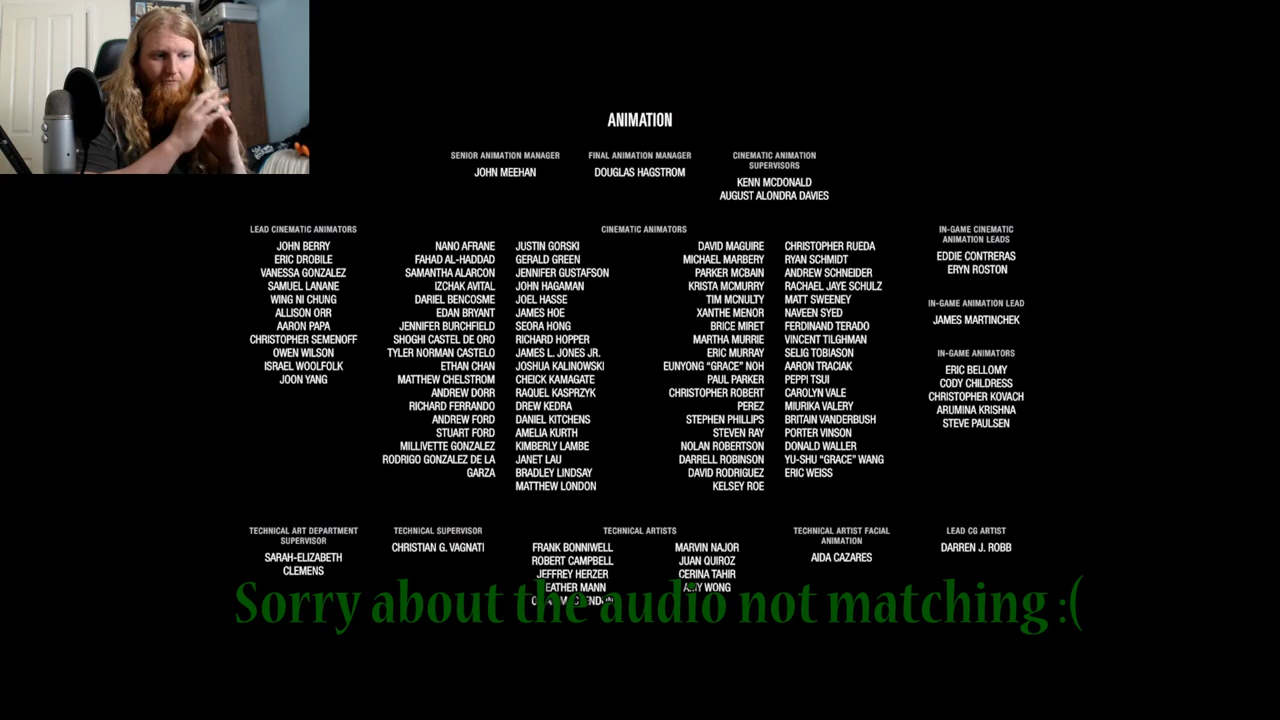 ANIMATION
SENIOR ANIMATION MANAGER
JOHN MEEHAN
FINAL ANIMATION MANAGER
DOUGLAS HAGSTROM
CINEMATIC ANIMATION
SUPERVISORS
KENN MCDONALD
AUGUST ALONDRA DAVIES
LEAD CINEMATIC ANIMATORS
JOHN BERRY
ERIC DROBILE
VANESSA GONZALEZ
SAMUEL LANANE
WING NI CHUNG
ALLISON ORR
AARON PAPA
CHRISTOPHER SEMENOFF
OWEN WILSON
ISRAEL WOOLFOLK
JOON YANG
CINEMATIC ANIMATORS
NANO AFRANE
FAHAD AL-HADDAD
SAMANTHA ALARCON
IZCHAK AVITAL
DARIEL BENCOSME
EDAN BRYANT
JENNIFER BURCHFIELD
SHOGHI CASTEL DE ORO
TYLER NORMAN CASTELO
ETHAN CHAN
MATTHEW CHELSTROM
ANDREW DORR
RICHARD FERRANDO
ANDREW FORD
STUART FORD
MILLIVETTE GONZALEZ
RODRIGO GONZALEZ DE LA
GARZA
JUSTIN GORSKI
GERALD GREEN
JENNIFER GUSTAFSON
JOHN HAGAMAN
JOEL HASSE
JAMES HOE
SEORA HONG
RICHARD HOPPER
JAMES L. JONES JR.
JOSHUA KALINOWSKI
CHEICK KAMAGATE
RAQUEL KASPRZYK
DREW KEDRA
DANIEL KITCHENS
AMELIA KURTH
KIMBERLY LAMBE
JANET LAU
BRADLEY LINDSAY
MATTHEW LONDON
DAVID MAGUIRE
MICHAEL MARBERY
PARKER MCBAIN
KRISTA MCMURRY
TIM MCNULTY
XANTHE MENOR
BRICE MIRET
MARTHA MURRIE
ERIC MURRAY
EUNYONG “GRACE” NOH
PAUL PARKER
CHRISTOPHER ROBERT
PEREZ
STEPHEN PHILLIPS
STEVEN RAY
NOLAN ROBERTSON
DARRELL ROBINSON
DAVID RODRIGUEZ
KELSEY ROE
CHRISTOPHER RUEDA
RYAN SCHMIDT
ANDREW SCHNEIDER
RACHAEL JAYE SCHULZ
MATT SWEENEY
NAVEEN SYED
FERDINAND TERADO
VINCENT TILGHMAN
SELIG TOBIASON
AARON TRACIAK
PEPPI TSUI
CAROLYN VALE
MIURIKA VALERY
BRITAIN VANDERBUSH
PORTER VINSON
DONALD WALLER
YU-SHU “GRACE” WANG
ERIC WEISS
IN-GAME CINEMATIC
ANIMATION LEADS
EDDIE CONTRERAS
ERYN ROSTON
IN-GAME ANIMATION LEAD
JAMES MARTINCHEK
IN-GAME ANIMATORS
ERIC BELLOMY
CODY CHILDRESS
CHRISTOPHER KOVACH
ARUMINA KRISHNA
STEVE PAULSEN
TECHNICAL ART DEPARTMENT
SUPERVISOR
SARAH-ELIZABETH
CLEMENS
TECHNICAL SUPERVISOR
CHRISTIAN G. VAGNATI
TECHNICAL ARTISTS
FRANK BONNIWELL
ROBERT CAMPBELL
JEFFREY HERZER
MANN
MARVIN NAJOR
JUAN QUIROZ
CERINA TAHIR
WONG
TECHNICAL ARTIST FACIAL
ANIMATION
AIDA CAZARES
LEAD CG ARTIST
DARREN J. ROBB
Sorry about the audio not matching :(